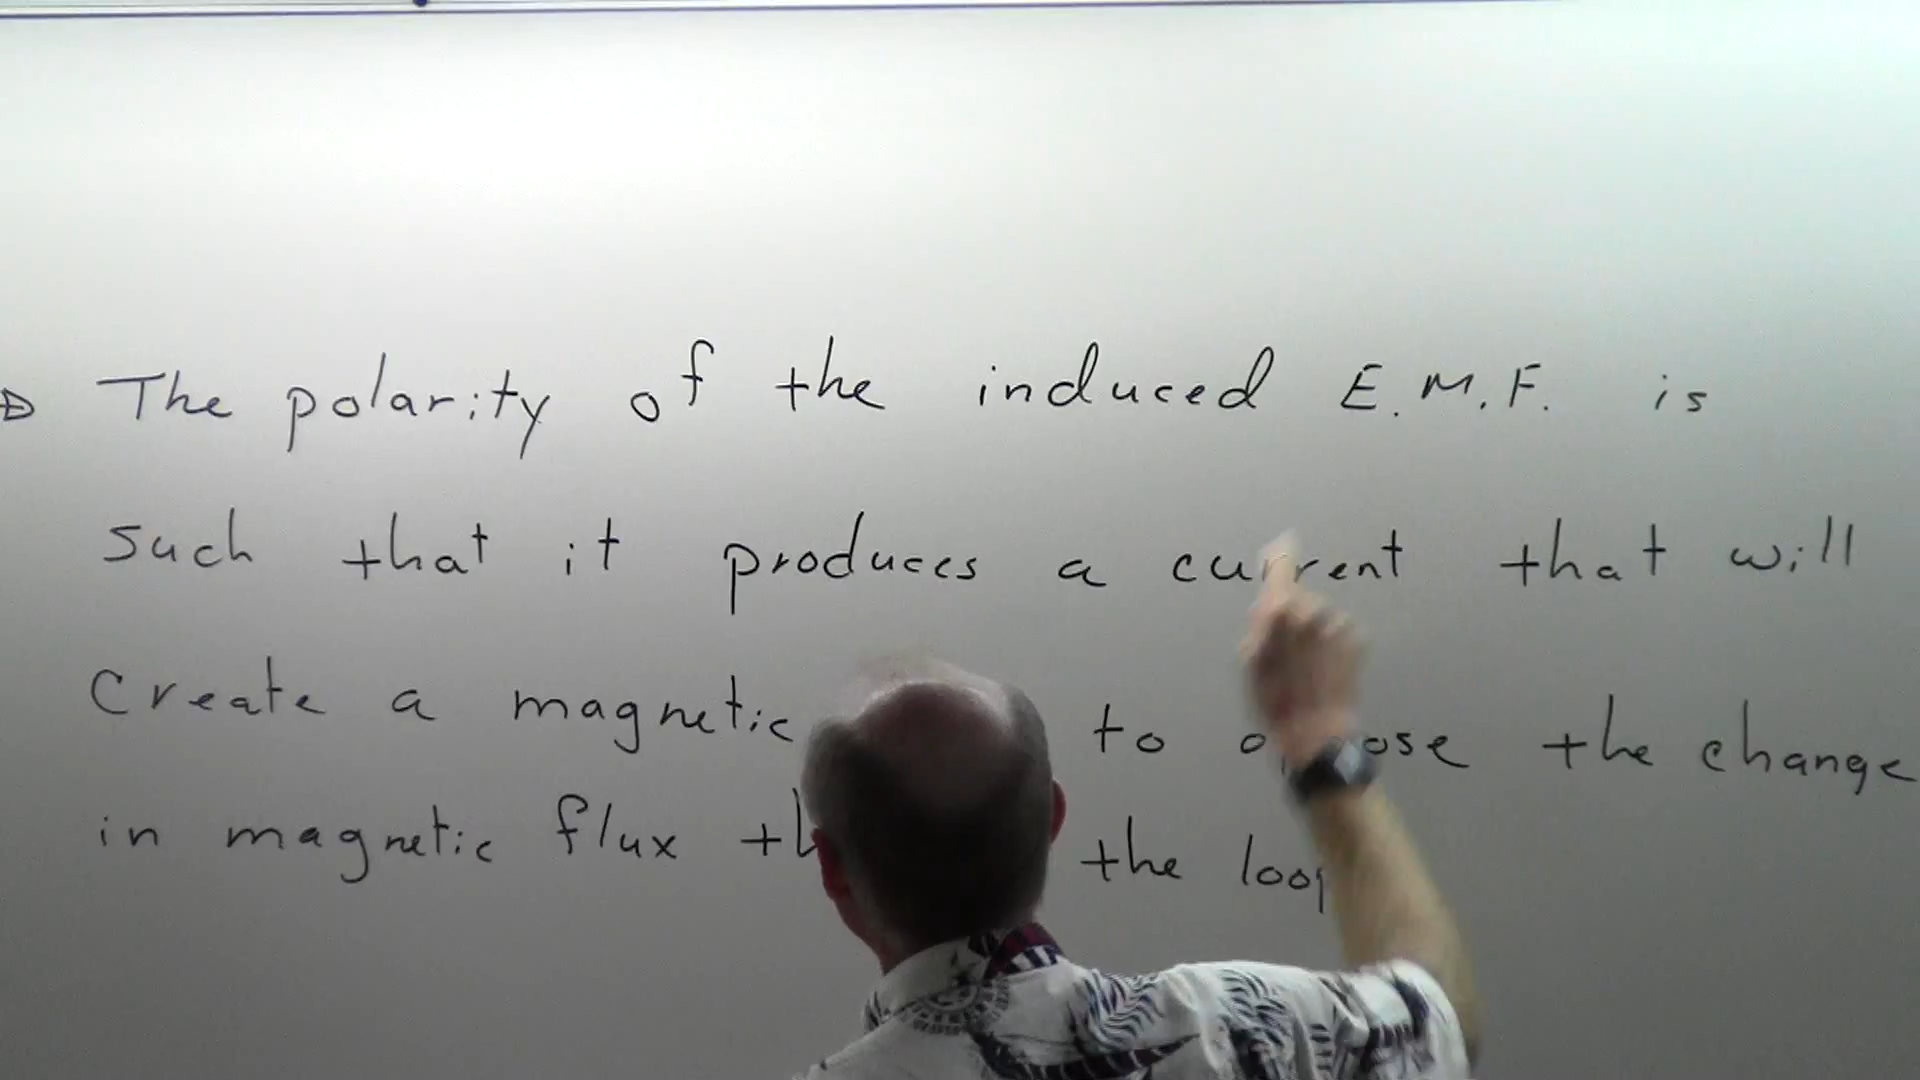 The polarity of the induced E.M.F. is
such that it produces a current that will
create a magnetic to oppose the change
in magnetic flux the loop